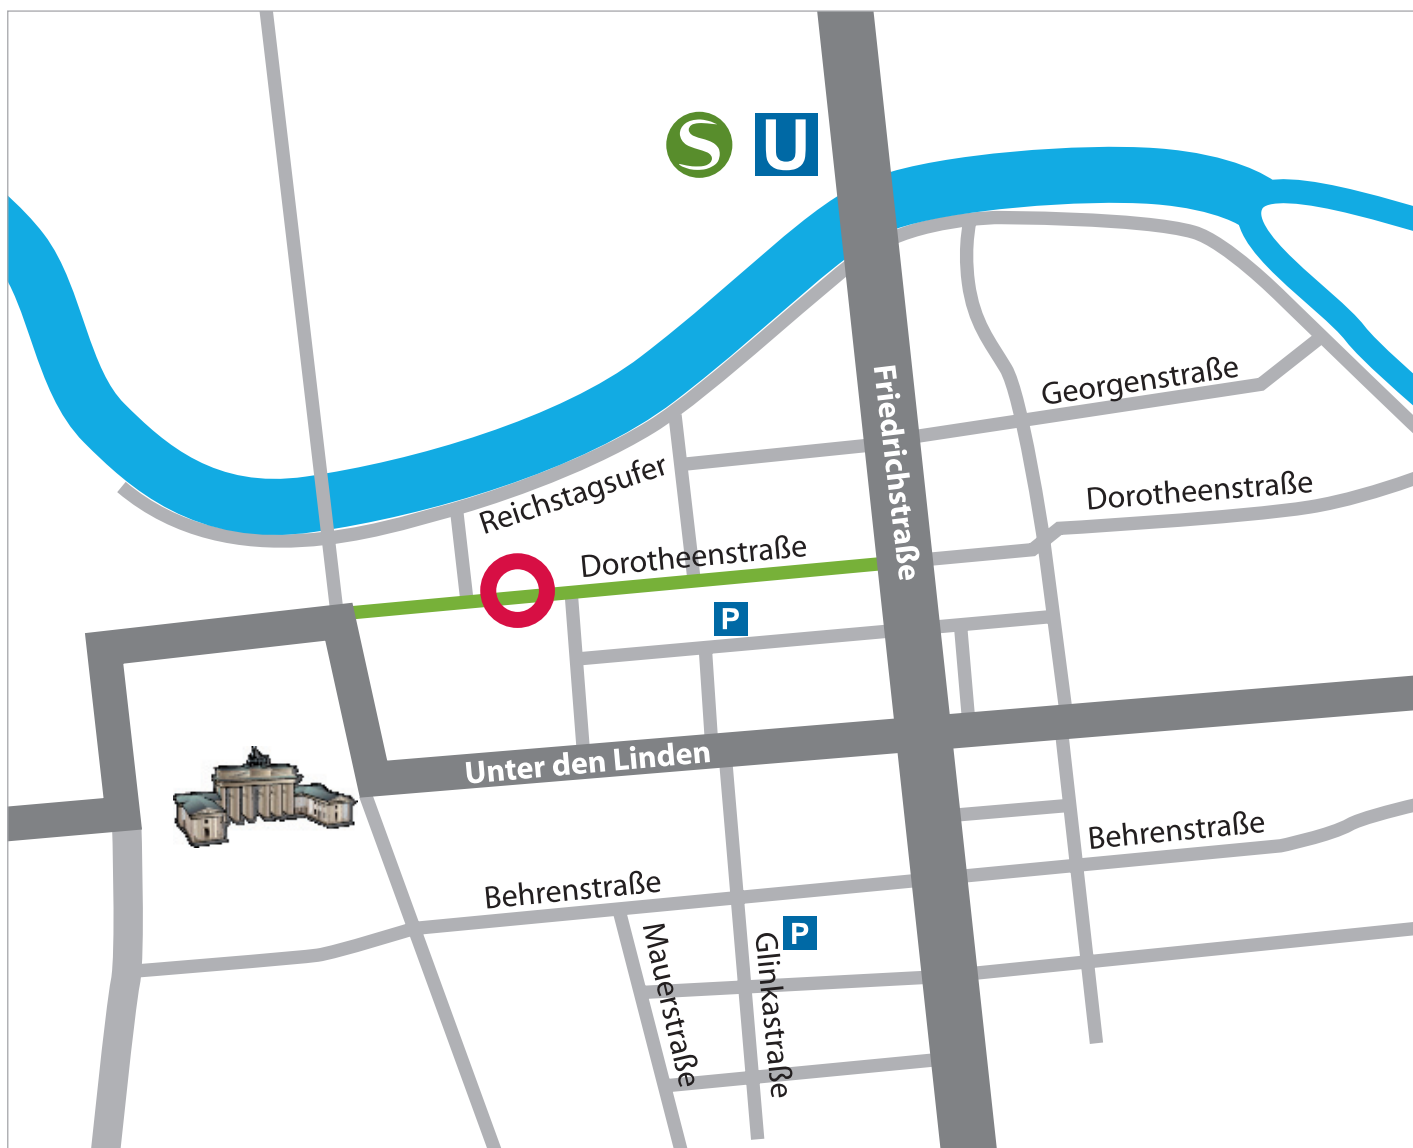 S U
Friedrichstraße
Georgenstraße
Reichstagsufer
Dorotheenstraße
Dorotheenstraße
P
Unter den Linden
Behrenstraße
Behrenstraße
Mauerstraße
Glinkastraße
P